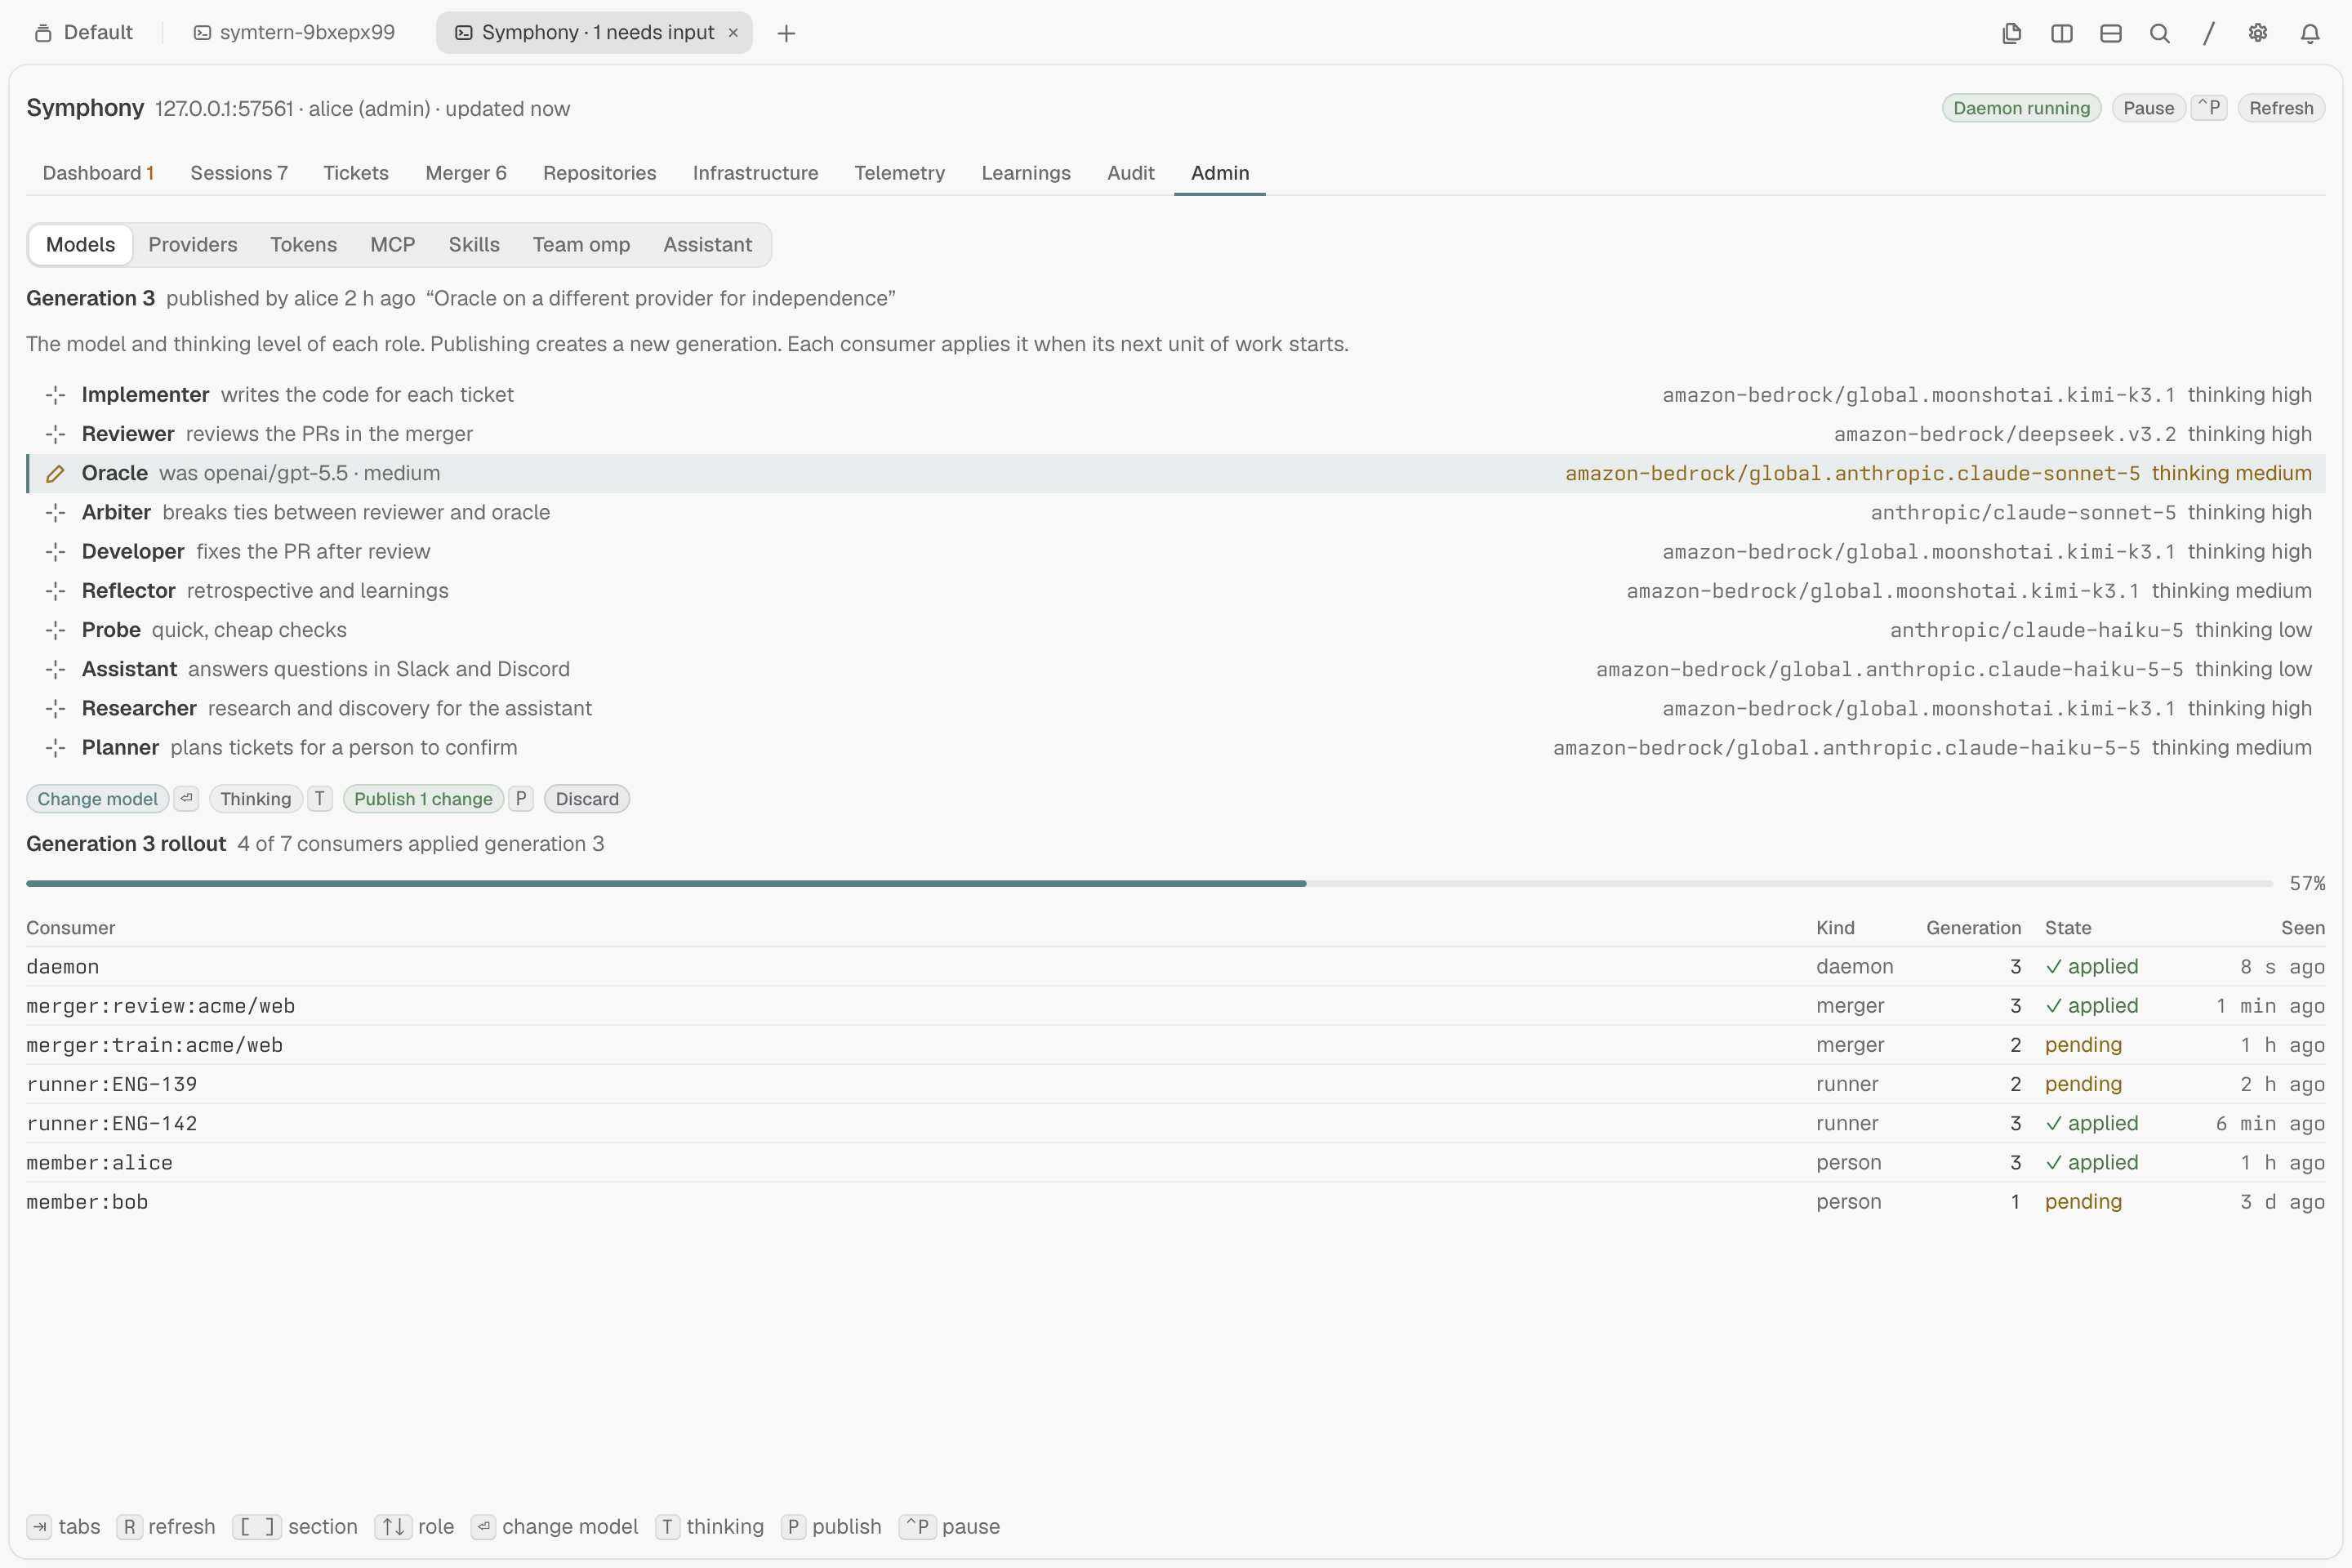 Default symtern-9bxepx99 Symphony · 1 needs input ×
Symphony 127.0.0.1:57561 · alice (admin) · updated now Daemon running Pause ^P Refresh
Dashboard 1 Sessions 7 Tickets Merger 6 Repositories Infrastructure Telemetry Learnings Audit Admin
Models Providers Tokens MCP Skills Team omp Assistant
Generation 3 published by alice 2 h ago “Oracle on a different provider for independence”
The model and thinking level of each role. Publishing creates a new generation. Each consumer applies it when its next unit of work starts.
Implementer writes the code for each ticket amazon-bedrock/global.moonshotai.kimi-k3.1 thinking high
Reviewer reviews the PRs in the merger amazon-bedrock/deepseek.v3.2 thinking high
Oracle was openai/gpt-5.5 · medium amazon-bedrock/global.anthropic.claude-sonnet-5 thinking medium
Arbiter breaks ties between reviewer and oracle anthropic/claude-sonnet-5 thinking high
Developer fixes the PR after review amazon-bedrock/global.moonshotai.kimi-k3.1 thinking high
Reflector retrospective and learnings amazon-bedrock/global.moonshotai.kimi-k3.1 thinking medium
Probe quick, cheap checks anthropic/claude-haiku-5 thinking low
Assistant answers questions in Slack and Discord amazon-bedrock/global.anthropic.claude-haiku-5-5 thinking low
Researcher research and discovery for the assistant amazon-bedrock/global.moonshotai.kimi-k3.1 thinking high
Planner plans tickets for a person to confirm amazon-bedrock/global.anthropic.claude-haiku-5-5 thinking medium
Change model ⏎ Thinking T Publish 1 change P Discard
Generation 3 rollout 4 of 7 consumers applied generation 3
57%
Consumer Kind Generation State Seen
daemon daemon 3 ✓ applied 8 s ago
merger:review:acme/web merger 3 ✓ applied 1 min ago
merger:train:acme/web merger 2 pending 1 h ago
runner:ENG-139 runner 2 pending 2 h ago
runner:ENG-142 runner 3 ✓ applied 6 min ago
member:alice person 3 ✓ applied 1 h ago
member:bob person 1 pending 3 d ago
⇥ tabs R refresh [ ] section ↑↓ role ⏎ change model T thinking P publish ^P pause